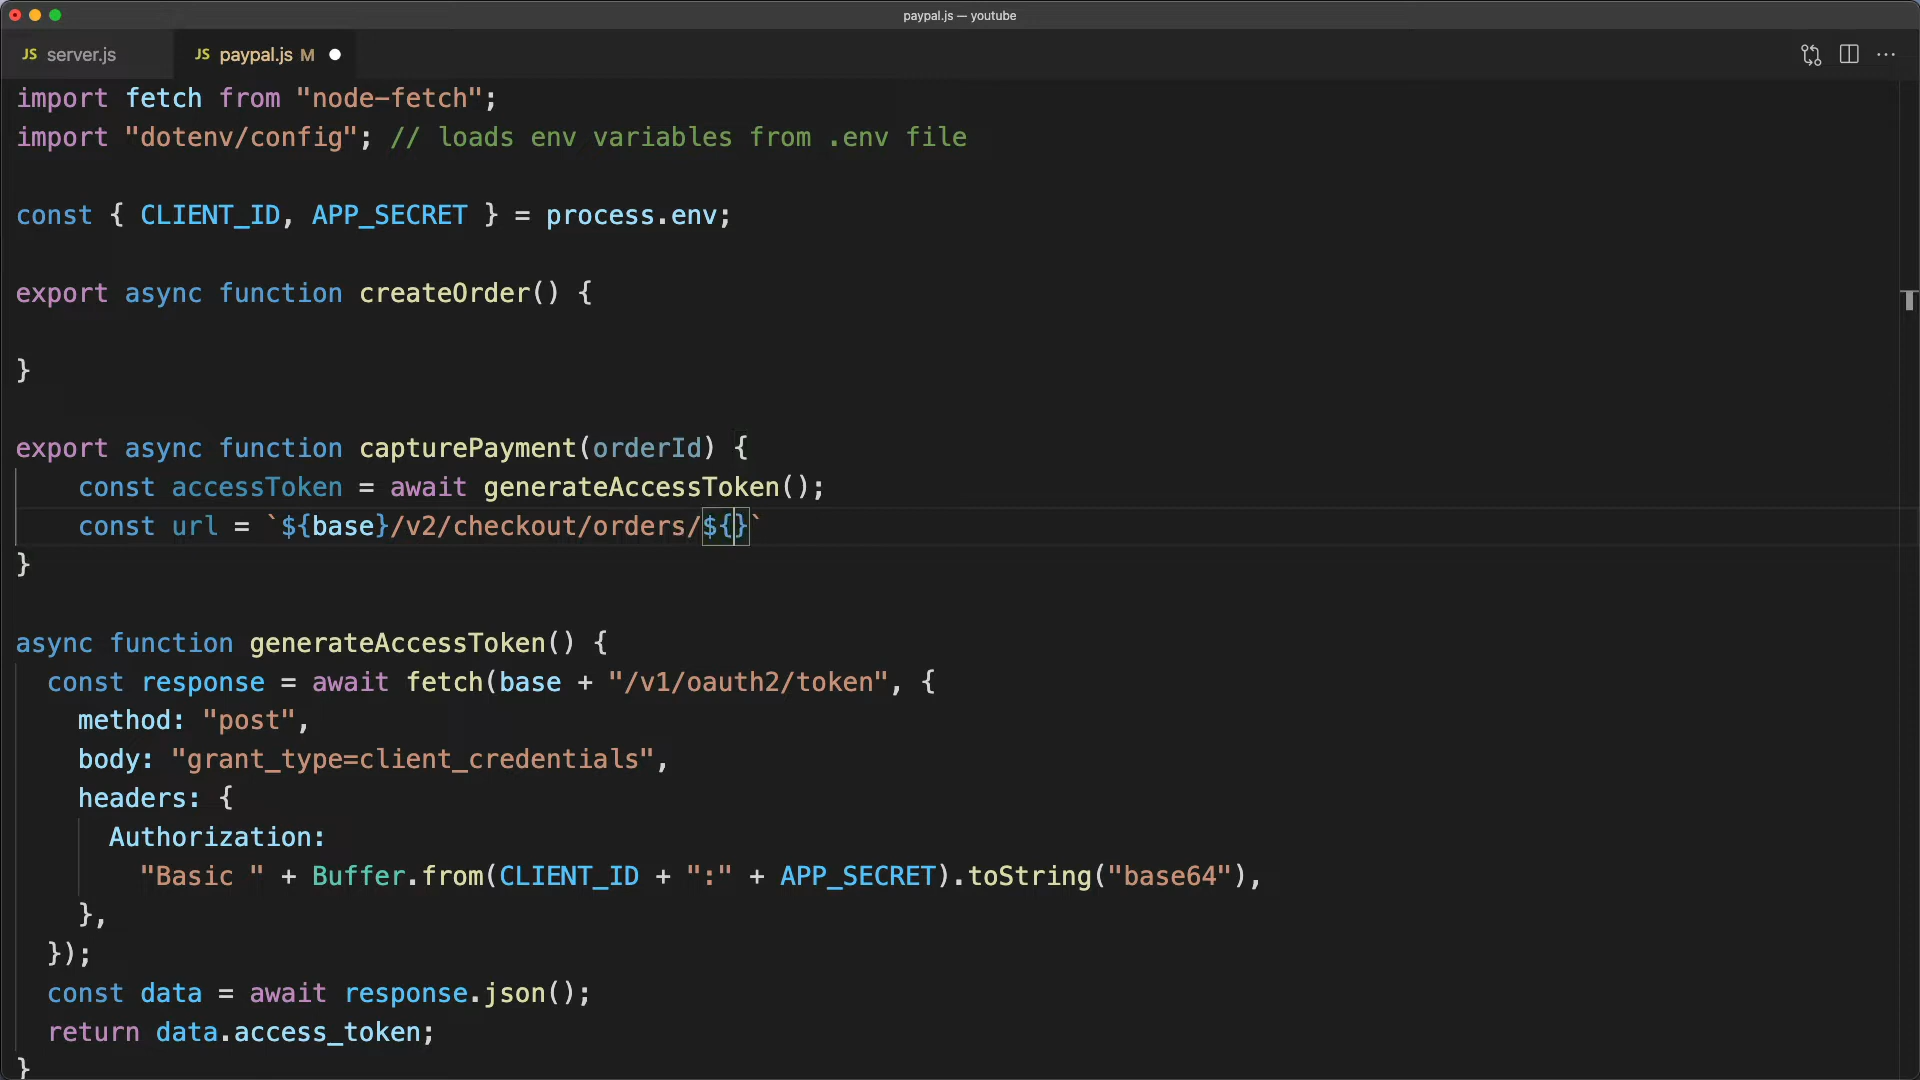 paypal.js — youtube
JS server.js
JS paypal.js M
import fetch from "node-fetch";
import "dotenv/config"; // loads env variables from .env file
const { CLIENT_ID, APP_SECRET } = process.env;
export async function createOrder() {
}
export async function capturePayment(orderId) {
    const accessToken = await generateAccessToken();
    const url = `${base}/v2/checkout/orders/${}`
}
async function generateAccessToken() {
  const response = await fetch(base + "/v1/oauth2/token", {
    method: "post",
    body: "grant_type=client_credentials",
    headers: {
      Authorization:
        "Basic " + Buffer.from(CLIENT_ID + ":" + APP_SECRET).toString("base64"),
    },
  });
  const data = await response.json();
  return data.access_token;
}